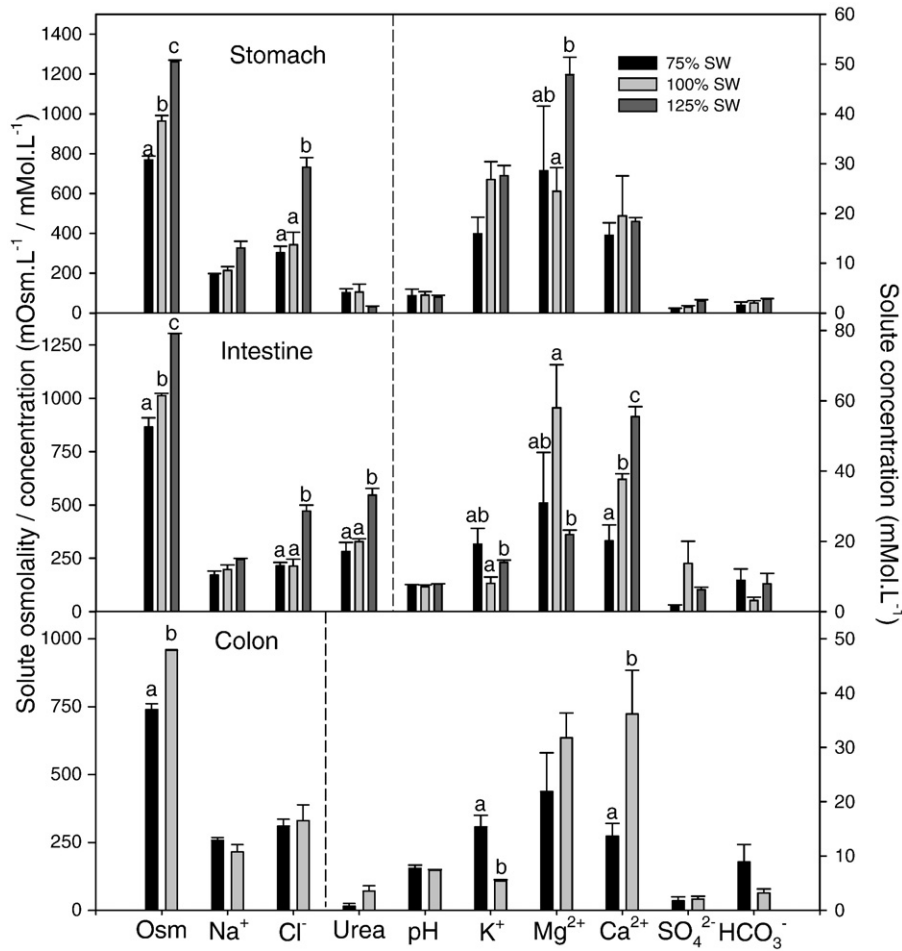 Solute osmolality / concentration (mOsm.L⁻¹ / mMol.L⁻¹)
Solute concentration (mMol.L⁻¹)
Stomach
75% SW
100% SW
125% SW
1400
1200
1000
800
600
400
200
0
60
50
40
30
20
10
0
a b c
a a b
ab a b
Intestine
1250
1000
750
500
250
0
80
60
40
20
0
a b c
a a b
a a b
ab a b
ab a b
a b c
Colon
1000
750
500
250
0
50
40
30
20
10
0
a b
a b
a b
Osm Na⁺ Cl⁻ Urea pH K⁺ Mg²⁺ Ca²⁺ SO₄²⁻ HCO₃⁻